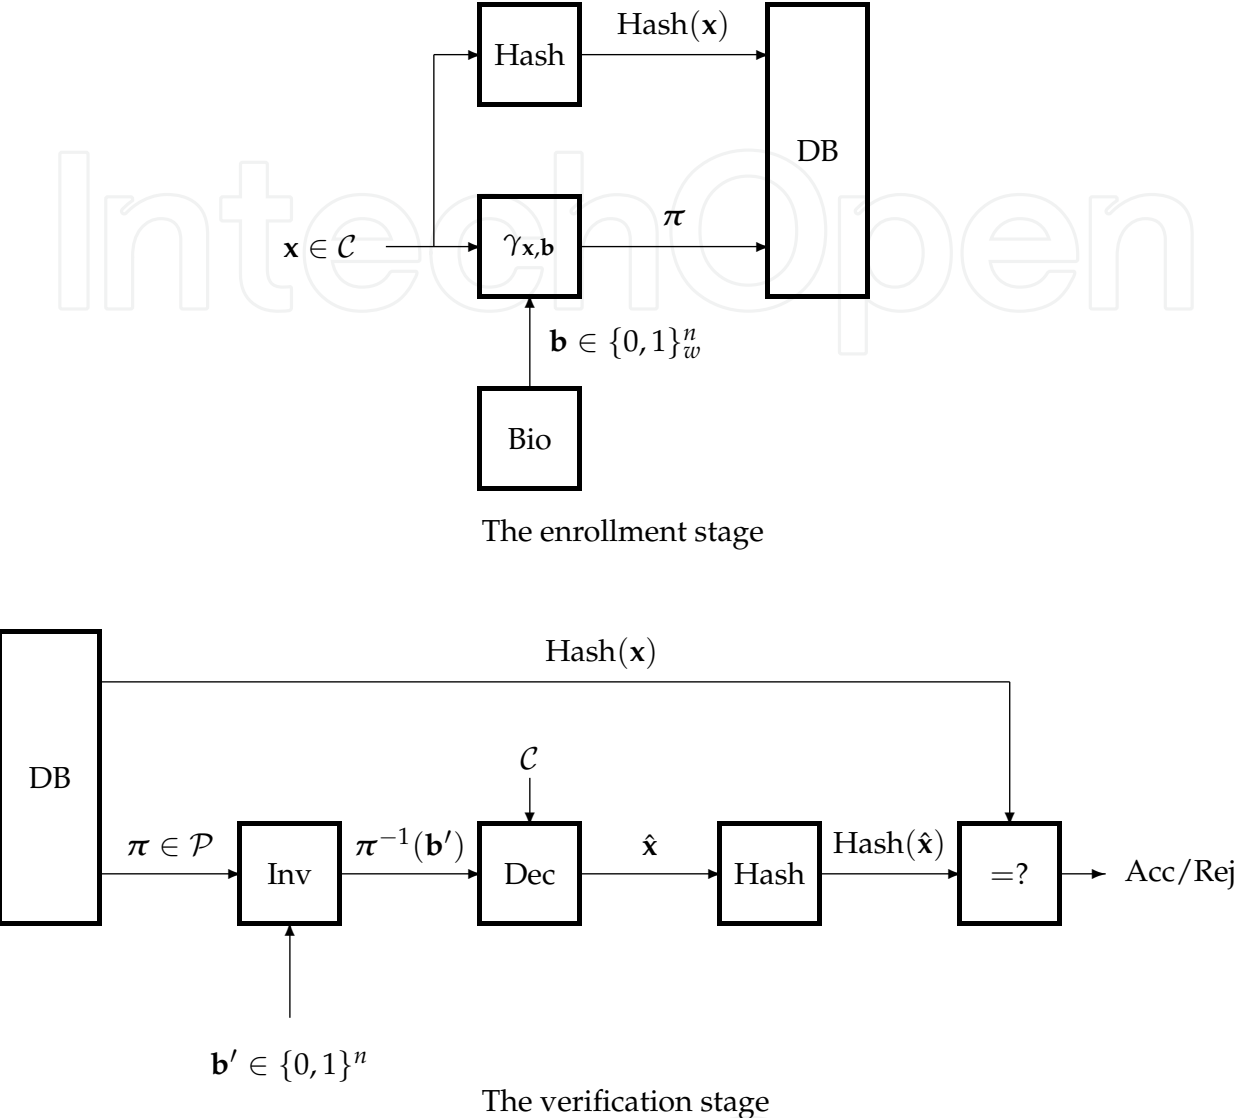 Hash(x)
Hash
DB
IntechOpen
π
x ∈ C
γx,b
b ∈ {0, 1}ⁿw
Bio
The enrollment stage
Hash(x)
C
DB
π ∈ P
Inv
π⁻¹(b′)
Dec
x̂
Hash
Hash(x̂)
=?
Acc/Rej
b′ ∈ {0, 1}ⁿ
The verification stage